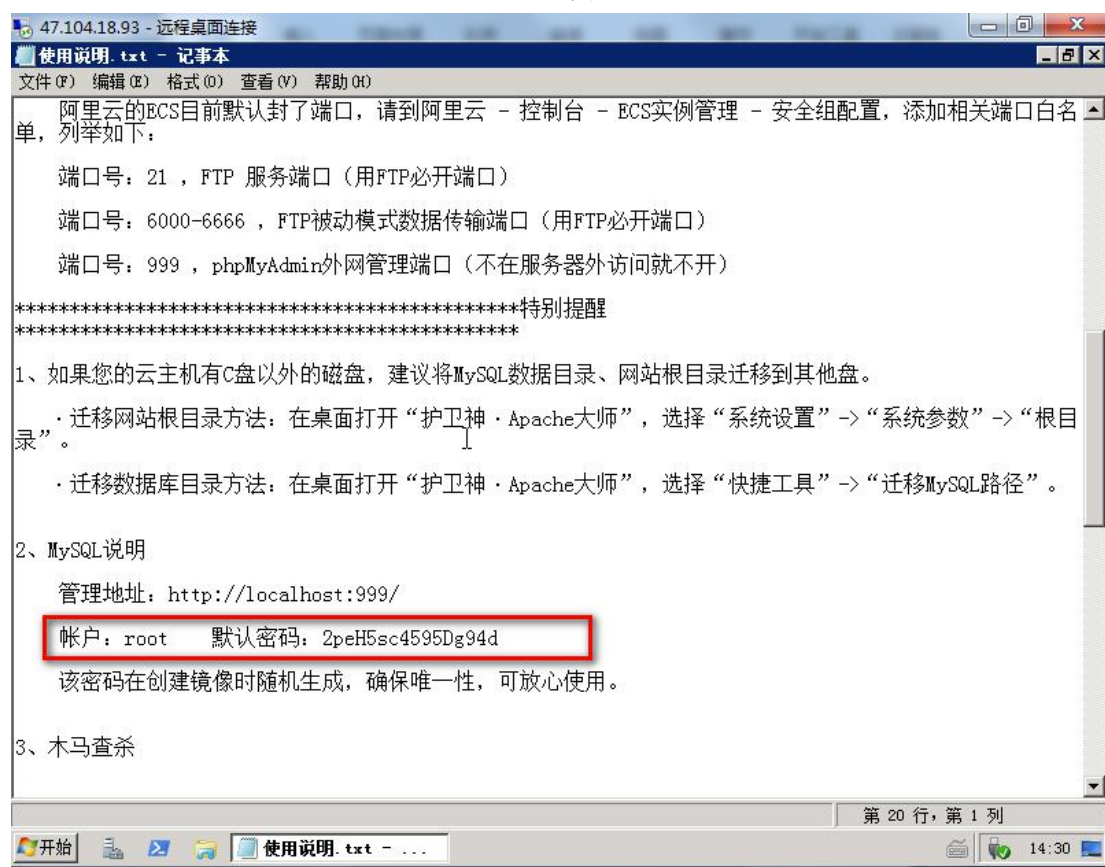 47.104.18.93 - 远程桌面连接
使用说明.txt - 记事本
文件(F) 编辑(E) 格式(O) 查看(V) 帮助(H)
阿里云的ECS目前默认封了端口，请到阿里云 - 控制台 - ECS实例管理 - 安全组配置，添加相关端口白名
单，列举如下：
端口号：21 ，FTP 服务端口（用FTP必开端口）
端口号：6000-6666 ，FTP被动模式数据传输端口（用FTP必开端口）
端口号：999 ，phpMyAdmin外网管理端口（不在服务器外访问就不开）
**********************************************特别提醒
**********************************************
1、如果您的云主机有C盘以外的磁盘，建议将MySQL数据目录、网站根目录迁移到其他盘。
·迁移网站根目录方法：在桌面打开“护卫神·Apache大师”，选择“系统设置”->“系统参数”->“根目
录”。
·迁移数据库目录方法：在桌面打开“护卫神·Apache大师”，选择“快捷工具”->“迁移MySQL路径”。
2、MySQL说明
管理地址：http://localhost:999/
帐户：root 默认密码：2peH5sc4595Dg94d
该密码在创建镜像时随机生成，确保唯一性，可放心使用。
3、木马查杀
第 20 行，第 1 列
开始 使用说明.txt - ... 14:30